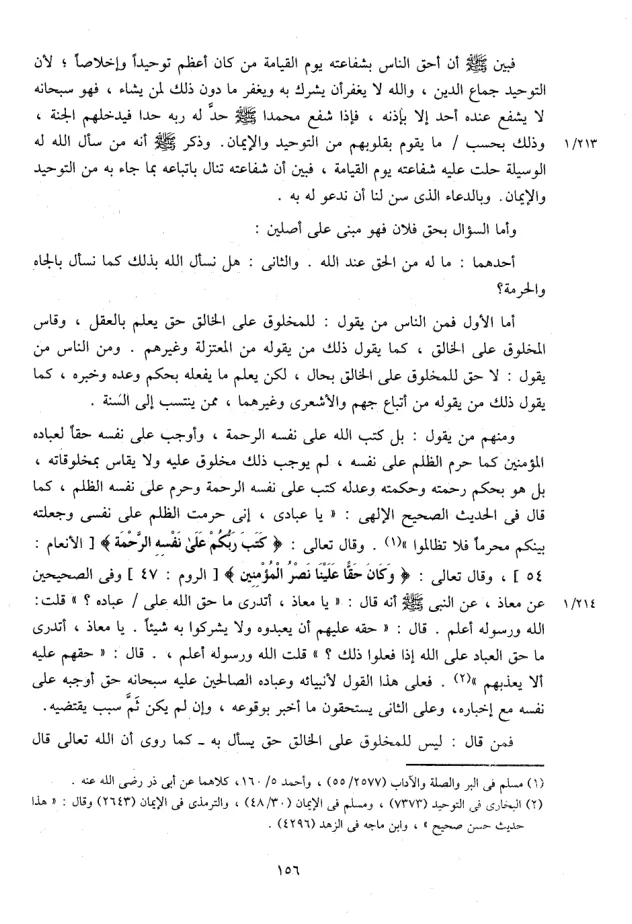 فبين ﷺ أن أحق الناس بشفاعته يوم القيامة من كان أعظم توحيداً وإخلاصاً ؛ لأن
التوحيد جماع الدين ، والله لا يغفرأن يشرك به ويغفر ما دون ذلك لمن يشاء ، فهو سبحانه
لا يشفع عنده أحد إلا بإذنه ، فإذا شفع محمدا ﷺ حدَّ له ربه حدا فيدخلهم الجنة ،
وذلك بحسب / ما يقوم بقلوبهم من التوحيد والإيمان. وذكر ﷺ أنه من سأل الله له
١/٢١٣
الوسيلة حلت عليه شفاعته يوم القيامة ، فبين أن شفاعته تنال باتباعه بما جاء به من التوحيد
والإيمان. وبالدعاء الذى سن لنا أن ندعو له به .
وأما السؤال بحق فلان فهو مبنى على أصلين :
أحدهما : ما له من الحق عند الله . والثانى : هل نسأل الله بذلك كما نسأل بالجاه
والحرمة؟
أما الأول فمن الناس من يقول : للمخلوق على الخالق حق يعلم بالعقل ، وقاس
المخلوق على الخالق ، كما يقول ذلك من يقوله من المعتزلة وغيرهم . ومن الناس من
يقول : لا حق للمخلوق على الخالق بحال ، لكن يعلم ما يفعله بحكم وعده وخبره ، كما
يقول ذلك من يقوله من أتباع جهم والأشعرى وغيرهما ، ممن ينتسب إلى السُنة .
ومنهم من يقول : بل كتب الله على نفسه الرحمة ، وأوجب على نفسه حقاً لعباده
المؤمنين كما حرم الظلم على نفسه ، لم يوجب ذلك مخلوق عليه ولا يقاس بمخلوقاته ،
بل هو بحكم رحمته وحكمته وعدله كتب على نفسه الرحمة وحرم على نفسه الظلم ، كما
قال فى الحديث الصحيح الإلهى : « يا عبادى ، إنى حرمت الظلم على نفسى وجعلته
بينكم محرماً فلا تظالموا »(١) . وقال تعالى : ﴿ كَتَبَ رَبُّكُمْ عَلَىٰ نَفْسِهِ الرَّحْمَةَ ﴾ [ الأنعام :
٥٤ ] ، وقال تعالى : ﴿ وَكَانَ حَقًّا عَلَيْنَا نَصْرُ الْمُؤْمِنِينَ ﴾ [ الروم : ٤٧ ] وفى الصحيحين
عن معاذ ، عن النبى ﷺ أنه قال : « يا معاذ ، أتدرى ما حق الله على / عباده ؟ » قلت:
١/٢١٤
الله ورسوله أعلم . قال : « حقه عليهم أن يعبدوه ولا يشركوا به شيئاً . يا معاذ ، أتدرى
ما حق العباد على الله إذا فعلوا ذلك ؟ » قلت الله ورسوله أعلم ، . قال : « حقهم عليه
ألا يعذبهم »(٢) . فعلى هذا القول لأنبيائه وعباده الصالحين عليه سبحانه حق أوجبه على
نفسه مع إخباره، وعلى الثانى يستحقون ما أخبر بوقوعه ، وإن لم يكن ثَمَّ سبب يقتضيه.
فمن قال : ليس للمخلوق على الخالق حق يسأل به ـ كما روى أن الله تعالى قال
(١) مسلم فى البر والصلة والآداب (٥٥/٢٥٧٧) ، وأحمد ٥/ ١٦٠، كلاهما عن أبى ذر رضى الله عنه .
(٢) البخارى فى التوحيد (٧٣٧٣) ، ومسلم فى الإيمان (٤٨/٣٠) ، والترمذى فى الإيمان (٢٦٤٣) وقال : « هذا
حديث حسن صحيح » ، وابن ماجه فى الزهد (٤٢٩٦) .
١٥٦